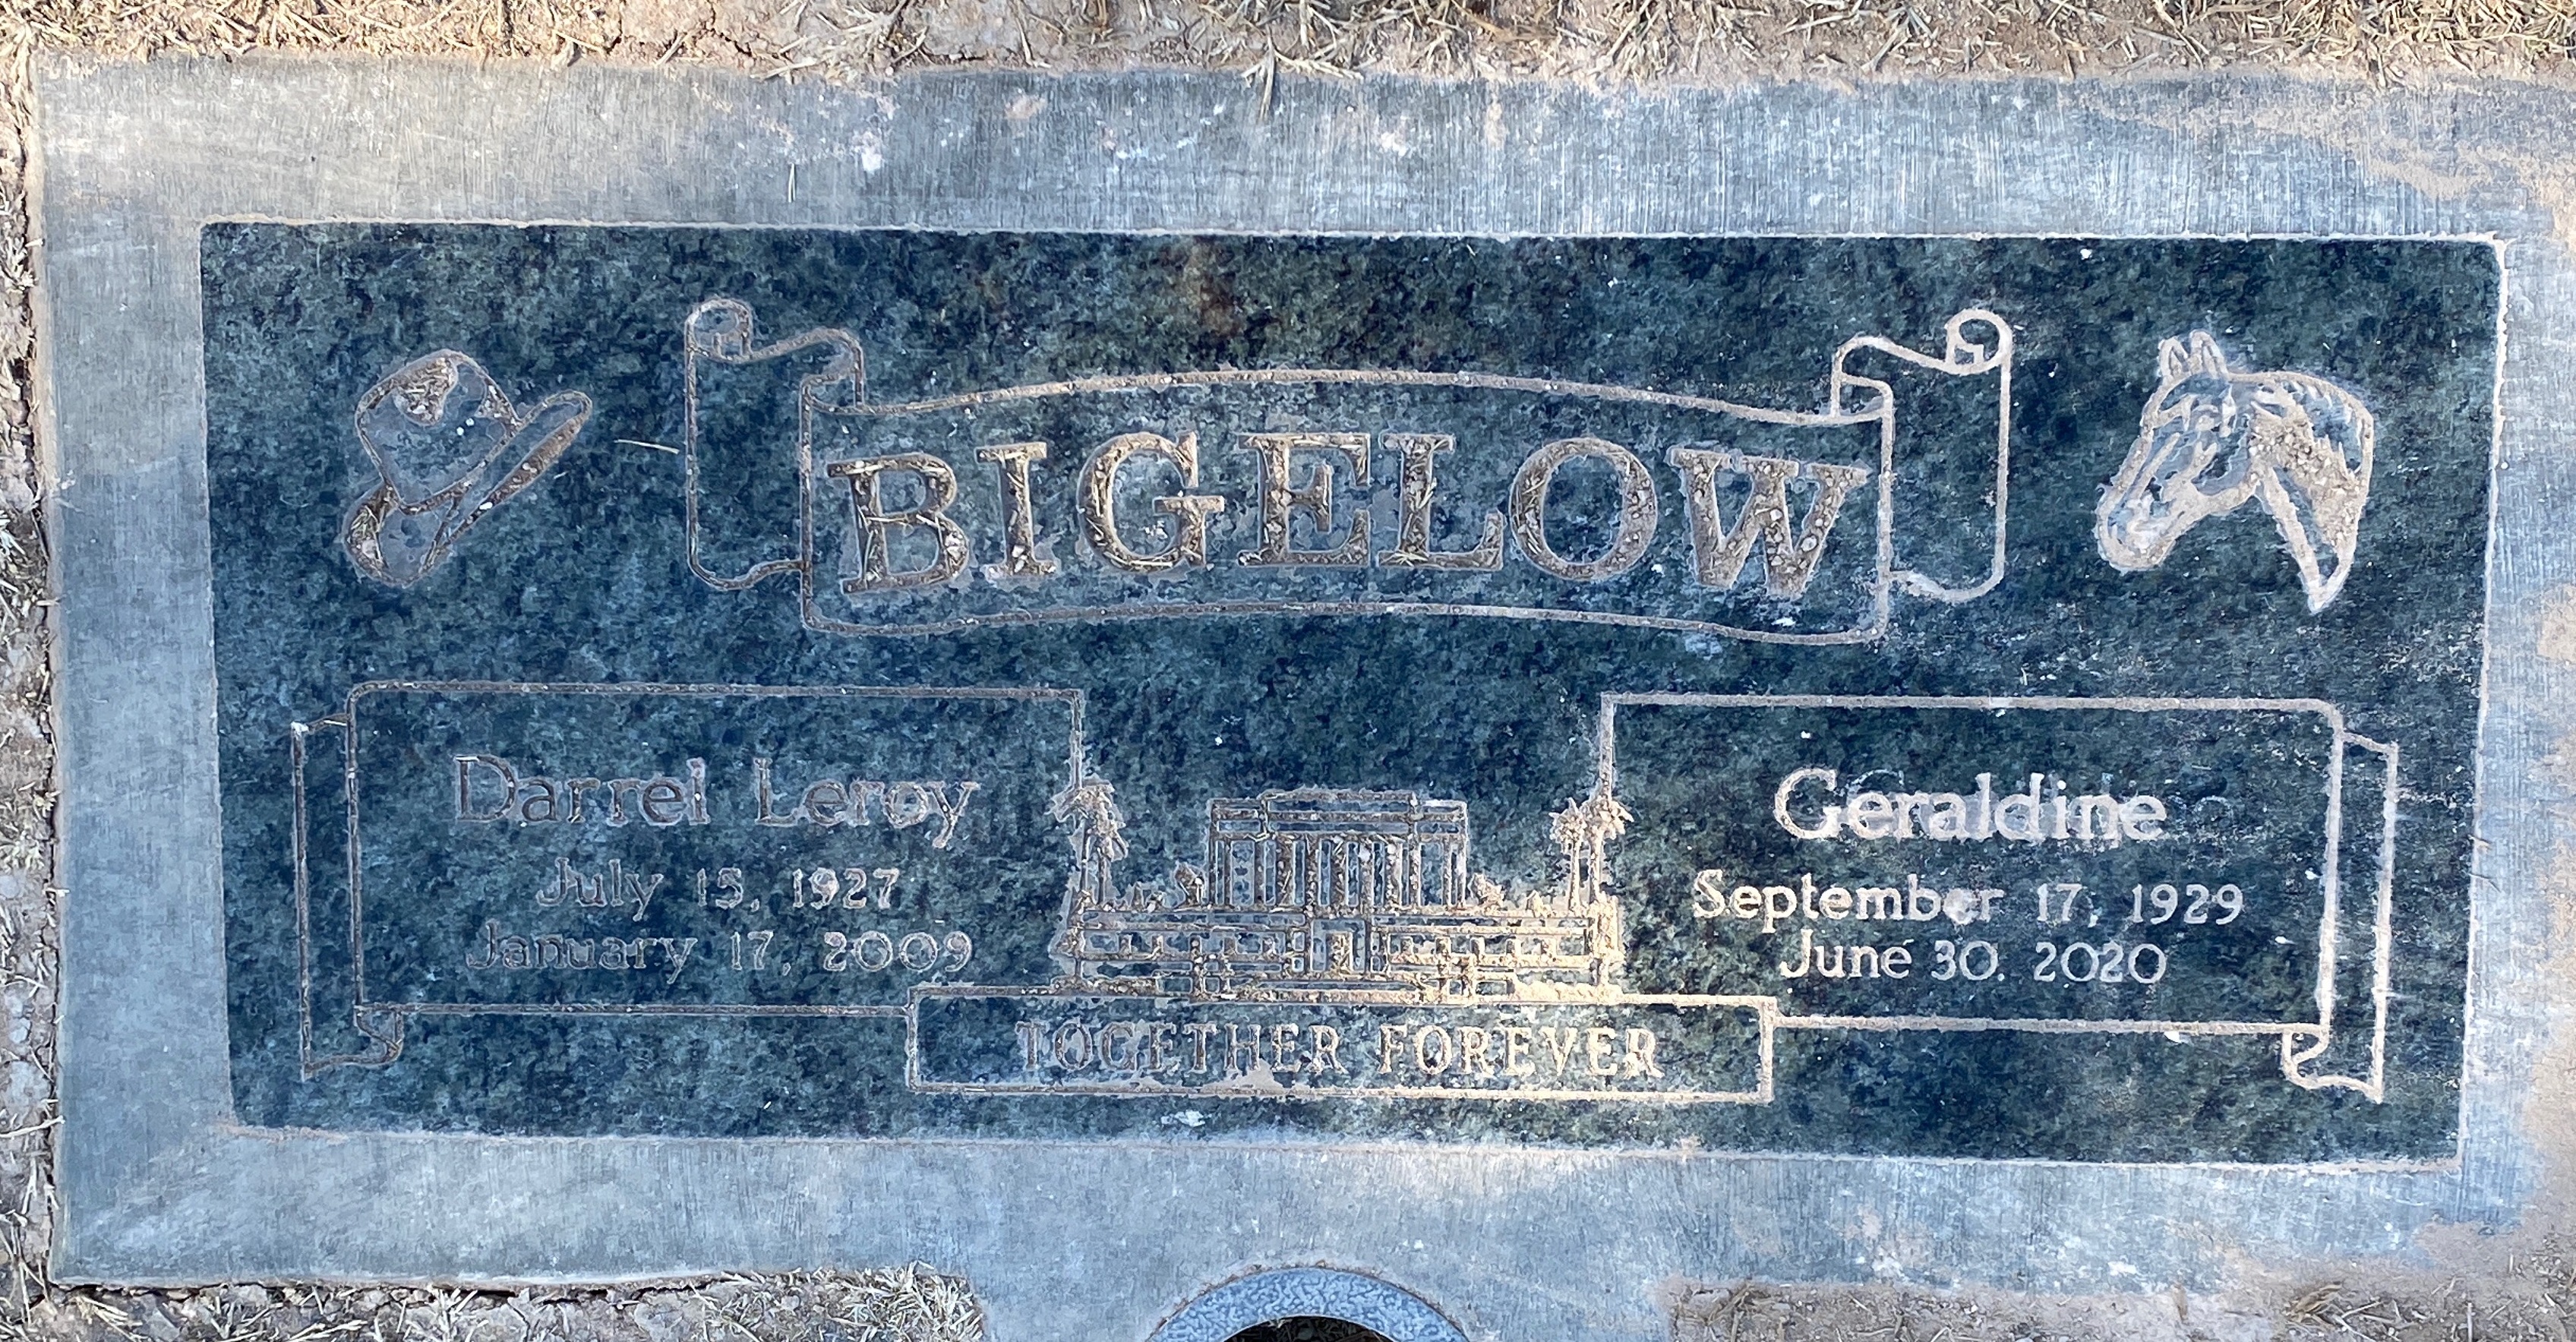 BIGELOW
Darrel Leroy
July 15, 1927
January 17, 2009
Geraldine
September 17, 1929
June 30, 2020
TOGETHER FOREVER